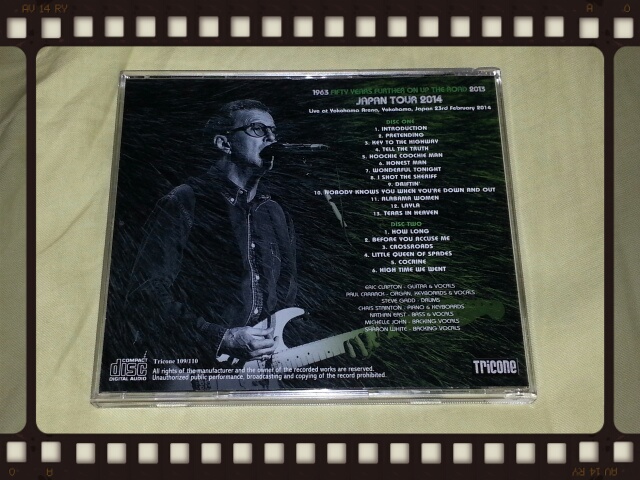 AU 14 RY
A
.0
1963 FIFTY YEARS FURTHER ON UP THE ROAD 2013
JAPAN TOUR 2014
Live at Yokohama Arena, Yokohama, Japan 23rd February 2014
DISC ONE
1. INTRODUCTION
2. PRETENDING
3. KEY TO THE HIGHWAY
4. TELL THE TRUTH
5. HOOCHIE COOCHIE MAN
6. HONEST MAN
7. WONDERFUL TONIGHT
8. I SHOT THE SHERIFF
9. DRIFTIN'
10. NOBODY KNOWS YOU WHEN YOU'RE DOWN AND OUT
11. ALABAMA WOMEN
12. LAYLA
13. TEARS IN HEAVEN
DISC TWO
1. HOW LONG
2. BEFORE YOU ACCUSE ME
3. CROSSROADS
4. LITTLE QUEEN OF SPADES
5. COCAINE
6. HIGH TIME WE WENT
ERIC CLAPTON - GUITAR & VOCALS
PAUL CARRACK - ORGAN, KEYBOARDS & VOCALS
STEVE GADD - DRUMS
CHRIS STAINTON - PIANO & KEYBOARDS
NATHAN EAST - BASS & VOCALS
MICHELLE JOHN - BACKING VOCALS
SHARON WHITE - BACKING VOCALS
COMPACT
disc
DIGITAL AUDIO
Tricone 109/110
All rights of the manufacturer and the owner of the recorded works are reserved.
Unauthorized public performance, broadcasting and copying of the record prohibited.
TRICONE
.0
A
AU 14 RY